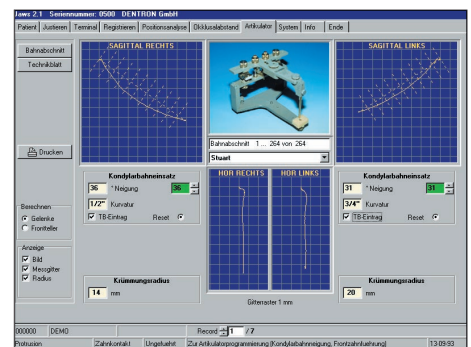 Jaws 2.1 Seriennummer: 0500 DENTRON GmbH
Patient Justieren Terminal Registrieren Positionsanalyse Okklusalabstand Artikulator System Info Ende
Bahnabschnitt
Technikblatt
Drucken
Berechnen
Gelenke
Frontteller
Anzeige
Bild
Messgitter
Radius
SAGITTAL RECHTS
SAGITTAL LINKS
Bahnabschnitt 1 ... 264 von 264
Stuart
HOR RECHTS HOR LINKS
Gitterraster 1 mm
Kondylarbahneinsatz
36 ° Neigung 36
1/2" Kurvatur
TB-Eintrag Reset
Krümmungsradius
14 mm
Kondylarbahneinsatz
31 ° Neigung 31
3/4" Kurvatur
TB-Eintrag Reset
Krümmungsradius
20 mm
000000 DEMO Record 1 / 7
Protrusion Zahnkontakt Ungefuehrt Zur Artikulatorprogrammierung (Kondylarbahnneigung, Frontzahnfuehrung) 13.09.93